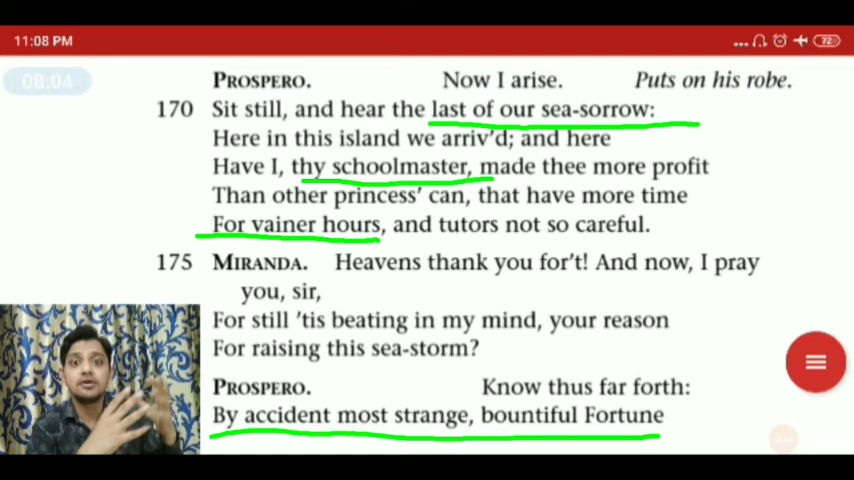 11:08 PM
72
08:04
PROSPERO. Now I arise. Puts on his robe.
170 Sit still, and hear the last of our sea-sorrow:
Here in this island we arriv’d; and here
Have I, thy schoolmaster, made thee more profit
Than other princess’ can, that have more time
For vainer hours, and tutors not so careful.
175 MIRANDA. Heavens thank you for’t! And now, I pray
you, sir,
For still ’tis beating in my mind, your reason
For raising this sea-storm?
PROSPERO. Know thus far forth:
By accident most strange, bountiful Fortune